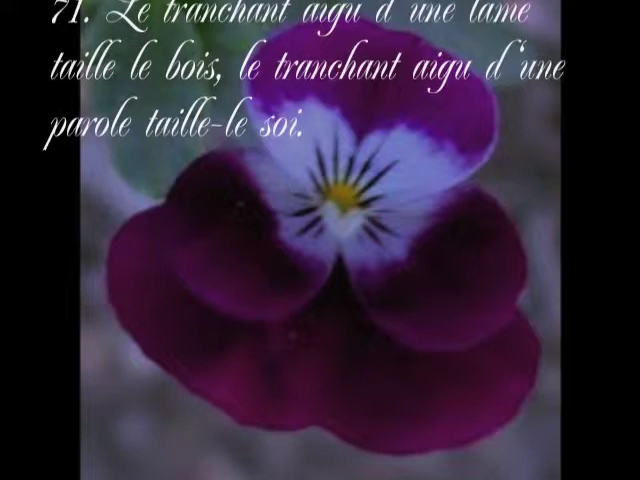 71. Le tranchant aigu d'une lame
taille le bois, le tranchant aigu d'une
parole taille-le soi.